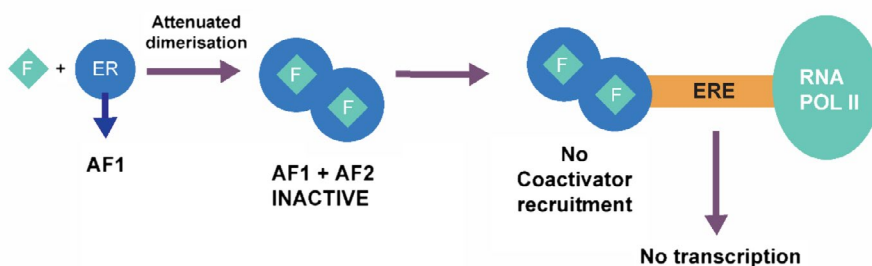 Attenuated
dimerisation
F + ER
AF1
F
F
AF1 + AF2
INACTIVE
F
F
ERE
RNA
POL II
No
Coactivator
recruitment
No transcription